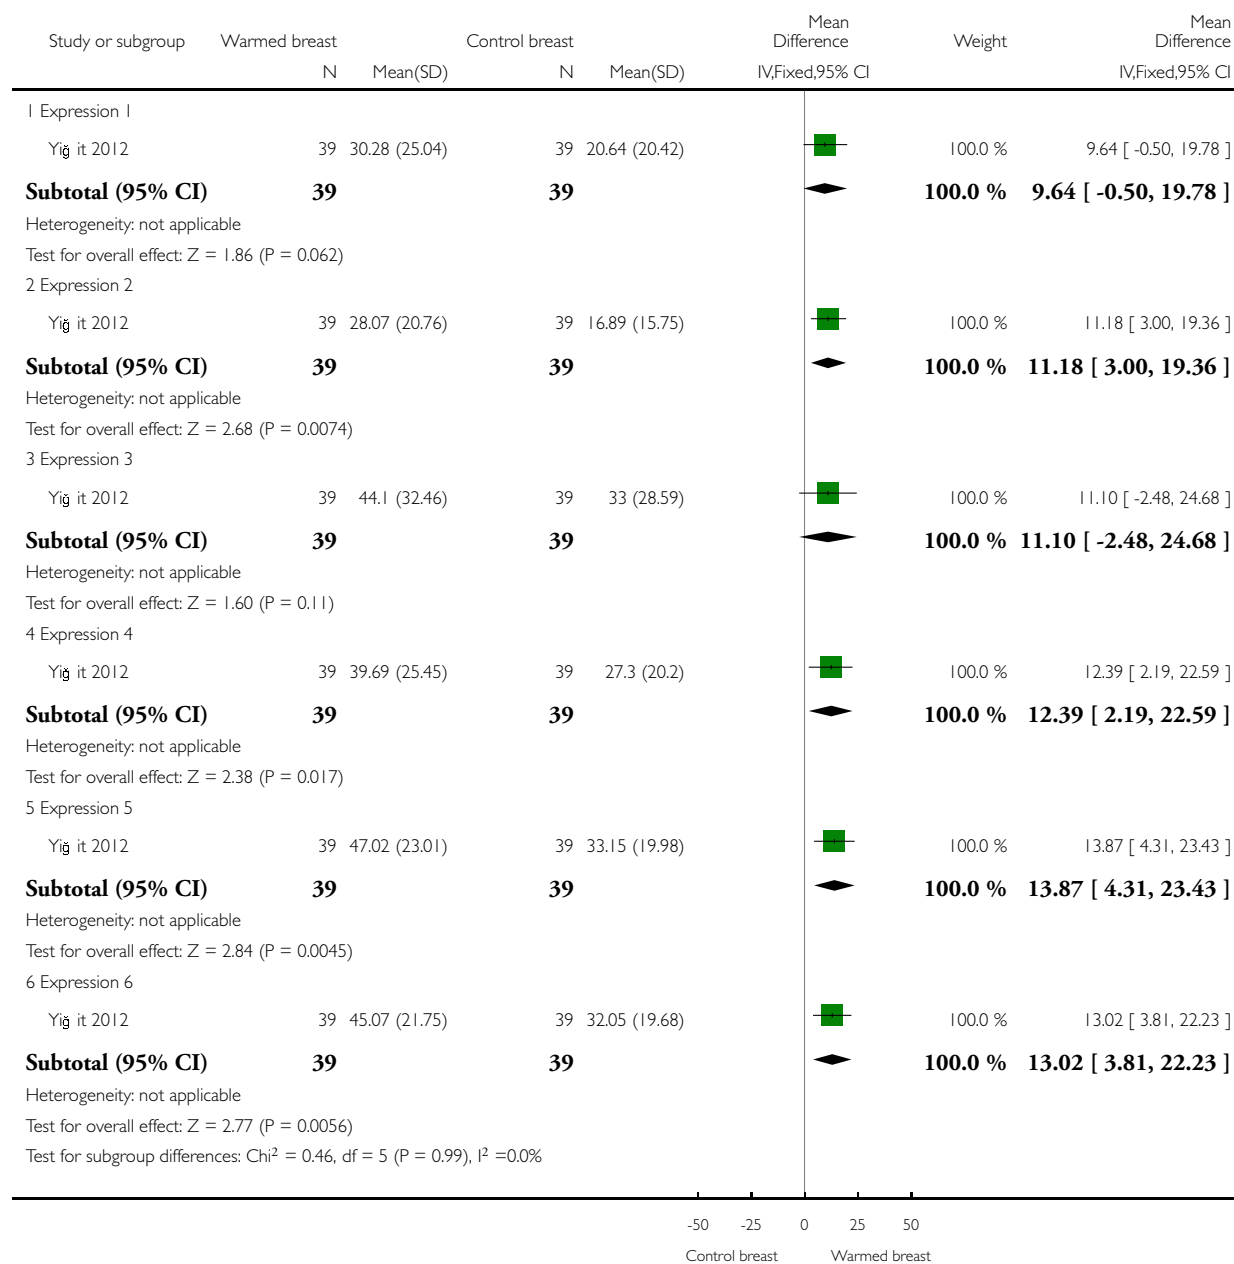 Study or subgroup Warmed breast Control breast Mean Difference Weight Mean Difference
N Mean(SD) N Mean(SD) IV,Fixed,95% CI IV,Fixed,95% CI
1 Expression 1
Yiğ it 2012 39 30.28 (25.04) 39 20.64 (20.42) 100.0 % 9.64 [ -0.50, 19.78 ]
Subtotal (95% CI) 39 39 100.0 % 9.64 [ -0.50, 19.78 ]
Heterogeneity: not applicable
Test for overall effect: Z = 1.86 (P = 0.062)
2 Expression 2
Yiğ it 2012 39 28.07 (20.76) 39 16.89 (15.75) 100.0 % 11.18 [ 3.00, 19.36 ]
Subtotal (95% CI) 39 39 100.0 % 11.18 [ 3.00, 19.36 ]
Heterogeneity: not applicable
Test for overall effect: Z = 2.68 (P = 0.0074)
3 Expression 3
Yiğ it 2012 39 44.1 (32.46) 39 33 (28.59) 100.0 % 11.10 [ -2.48, 24.68 ]
Subtotal (95% CI) 39 39 100.0 % 11.10 [ -2.48, 24.68 ]
Heterogeneity: not applicable
Test for overall effect: Z = 1.60 (P = 0.11)
4 Expression 4
Yiğ it 2012 39 39.69 (25.45) 39 27.3 (20.2) 100.0 % 12.39 [ 2.19, 22.59 ]
Subtotal (95% CI) 39 39 100.0 % 12.39 [ 2.19, 22.59 ]
Heterogeneity: not applicable
Test for overall effect: Z = 2.38 (P = 0.017)
5 Expression 5
Yiğ it 2012 39 47.02 (23.01) 39 33.15 (19.98) 100.0 % 13.87 [ 4.31, 23.43 ]
Subtotal (95% CI) 39 39 100.0 % 13.87 [ 4.31, 23.43 ]
Heterogeneity: not applicable
Test for overall effect: Z = 2.84 (P = 0.0045)
6 Expression 6
Yiğ it 2012 39 45.07 (21.75) 39 32.05 (19.68) 100.0 % 13.02 [ 3.81, 22.23 ]
Subtotal (95% CI) 39 39 100.0 % 13.02 [ 3.81, 22.23 ]
Heterogeneity: not applicable
Test for overall effect: Z = 2.77 (P = 0.0056)
Test for subgroup differences: Chi² = 0.46, df = 5 (P = 0.99), I² =0.0%
-50 -25 0 25 50
Control breast Warmed breast